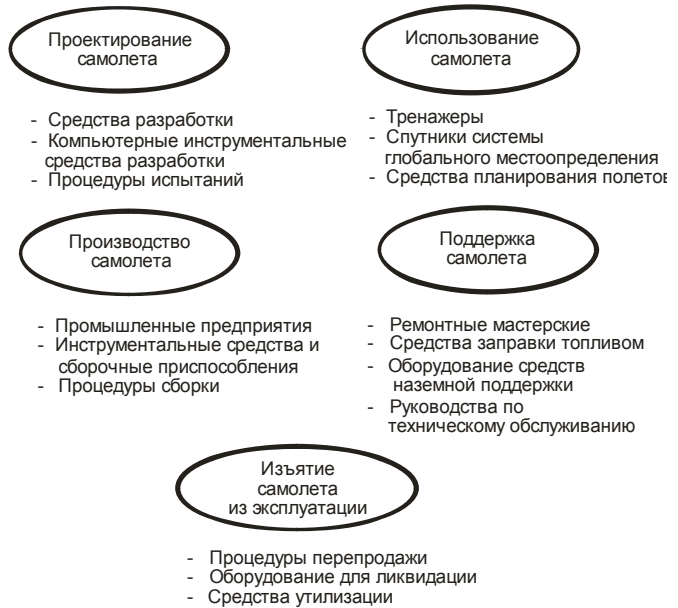 Проектирование
самолета
- Средства разработки
- Компьютерные инструментальные
средства разработки
- Процедуры испытаний
Использование
самолета
- Тренажеры
- Спутники системы
глобального местоопределения
- Средства планирования полетов
Производство
самолета
- Промышленные предприятия
- Инструментальные средства и
сборочные приспособления
- Процедуры сборки
Поддержка
самолета
- Ремонтные мастерские
- Средства заправки топливом
- Оборудование средств
наземной поддержки
- Руководства по
техническому обслуживанию
Изъятие
самолета
из эксплуатации
- Процедуры перепродажи
- Оборудование для ликвидации
- Средства утилизации